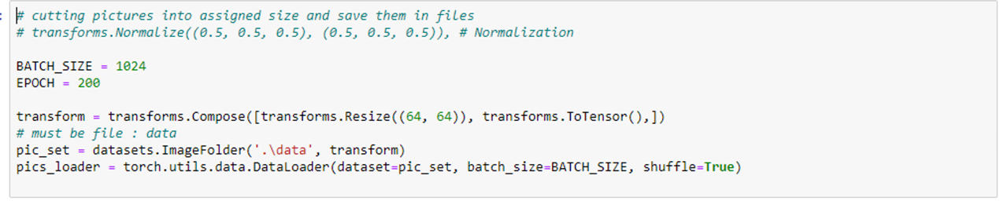 # cutting pictures into assigned size and save them in files
# transforms.Normalize((0.5, 0.5, 0.5), (0.5, 0.5, 0.5)), # Normalization
BATCH_SIZE = 1024
EPOCH = 200
transform = transforms.Compose([transforms.Resize((64, 64)), transforms.ToTensor(),])
# must be file : data
pic_set = datasets.ImageFolder('.\data', transform)
pics_loader = torch.utils.data.DataLoader(dataset=pic_set, batch_size=BATCH_SIZE, shuffle=True)